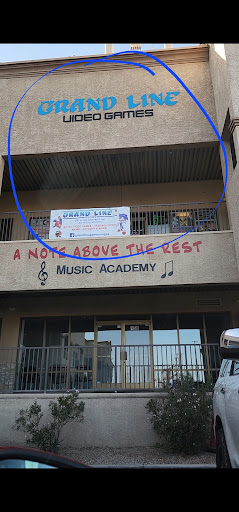 GRAND LINE
VIDEO GAMES
GRAND LINE
A NOTE ABOVE THE REST
MUSIC ACADEMY